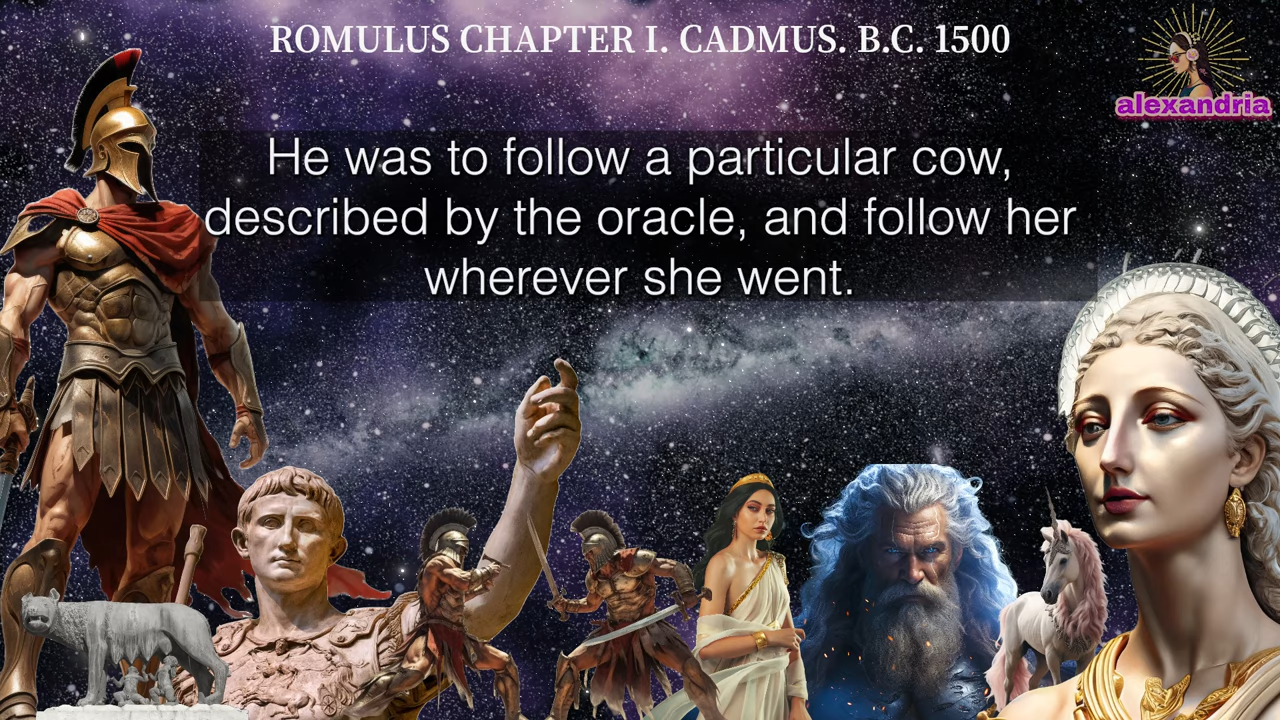 ROMULUS CHAPTER I. CADMUS. B.C. 1500
alexandria
He was to follow a particular cow,
described by the oracle, and follow her
wherever she went.